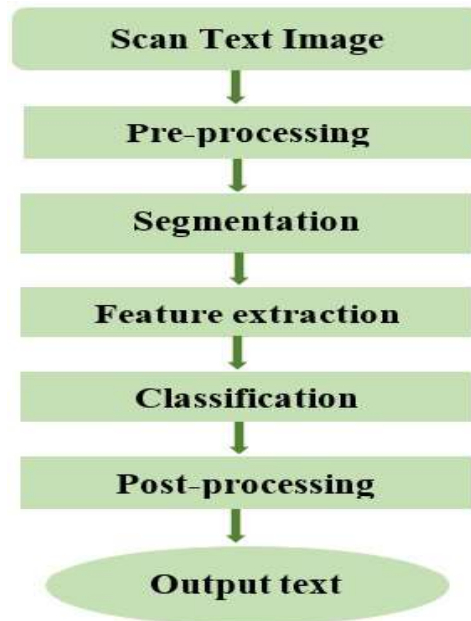 Scan Text Image
Pre-processing
Segmentation
Feature extraction
Classification
Post-processing
Output text